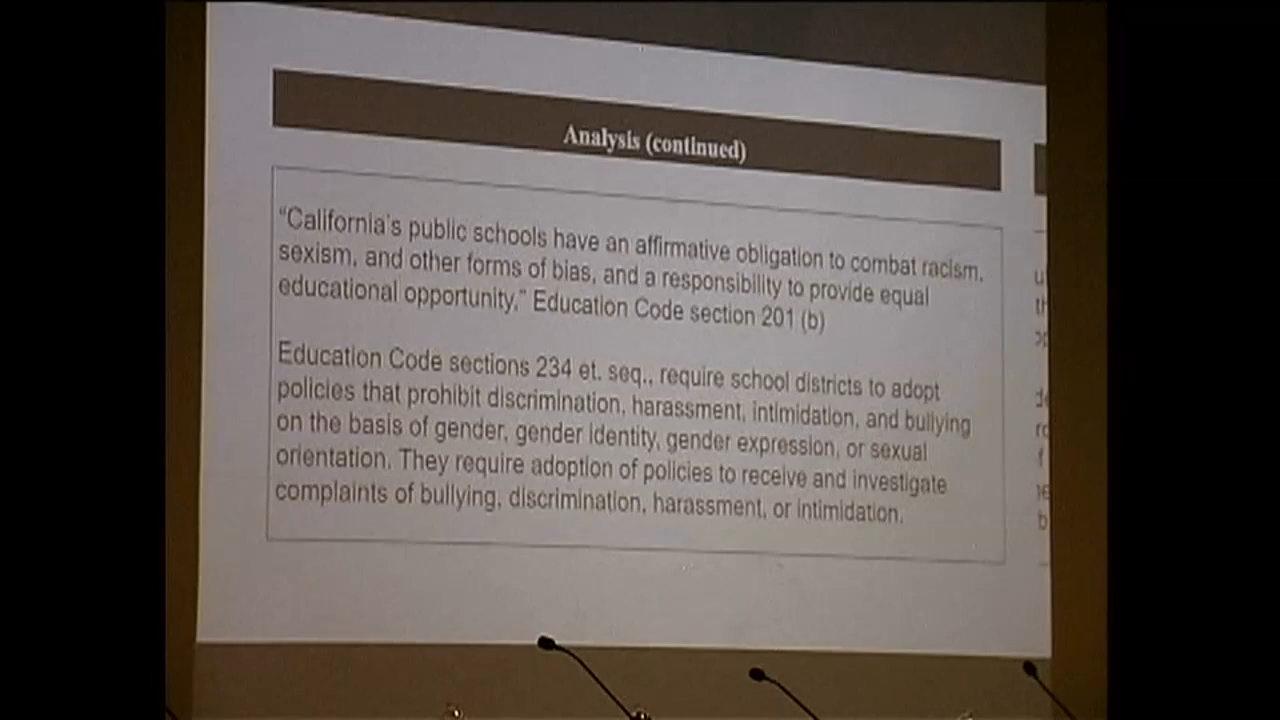 Analysis (continued)
“California's public schools have an affirmative obligation to combat racism,
sexism, and other forms of bias, and a responsibility to provide equal
educational opportunity.” Education Code section 201 (b)
Education Code sections 234 et. seq., require school districts to adopt
policies that prohibit discrimination, harassment, intimidation, and bullying
on the basis of gender, gender identity, gender expression, or sexual
orientation. They require adoption of policies to receive and investigate
complaints of bullying, discrimination, harassment, or intimidation.